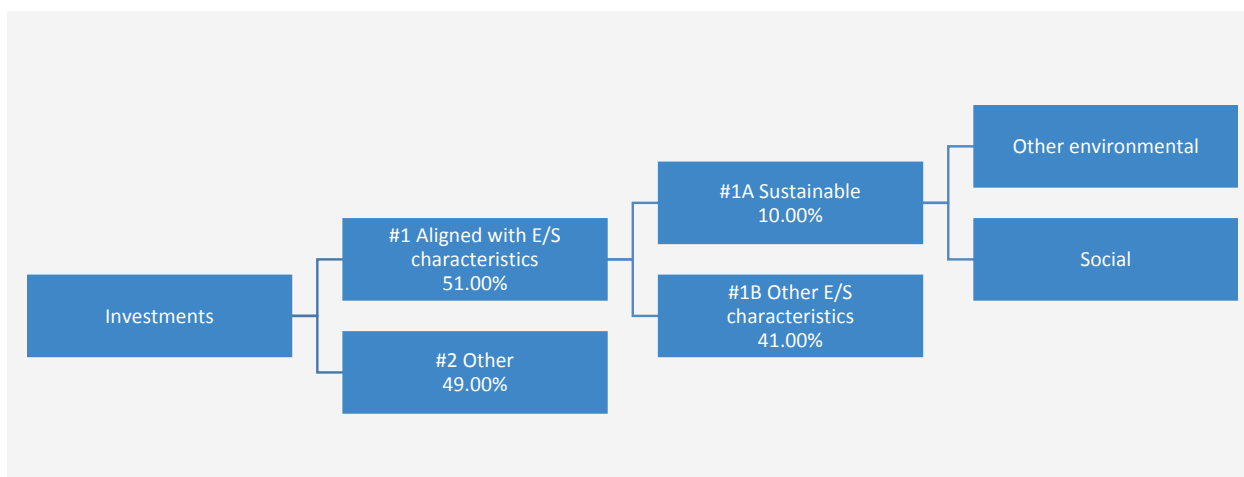 Investments
#1 Aligned with E/S
characteristics
51.00%
#2 Other
49.00%
#1A Sustainable
10.00%
#1B Other E/S
characteristics
41.00%
Other environmental
Social